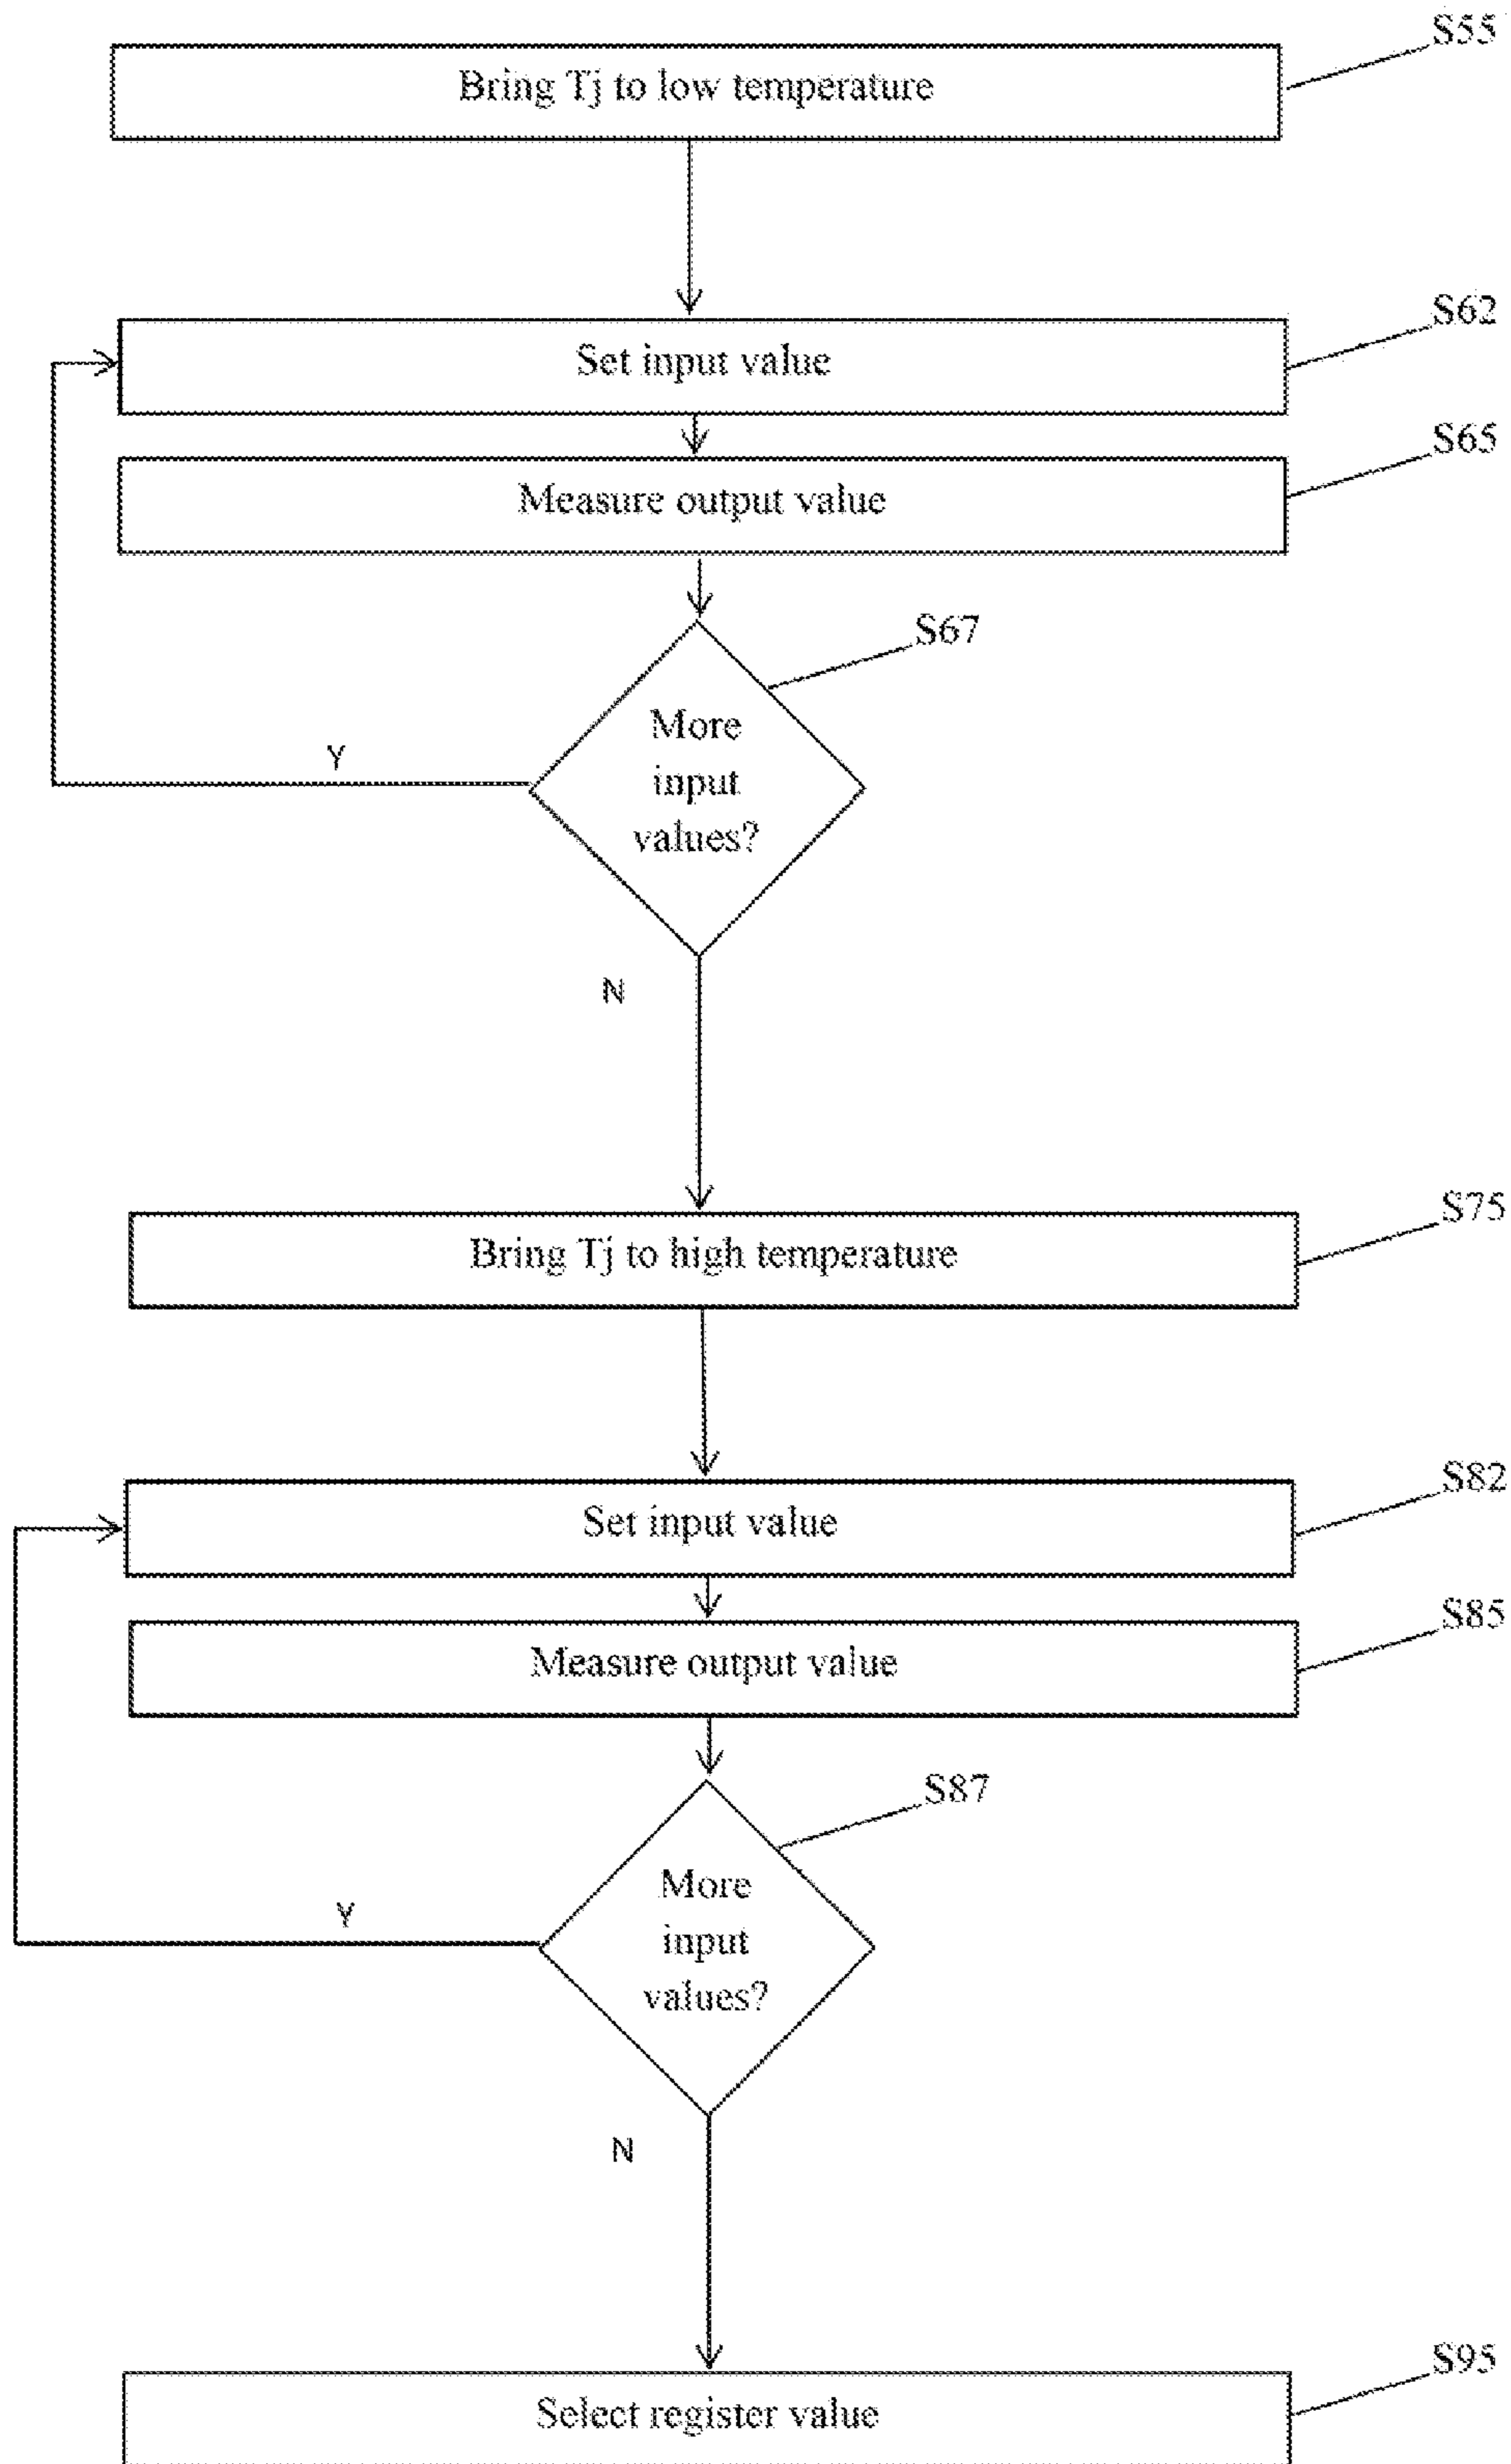 S55
Bring Tj to low temperature
S62
Set input value
S65
Measure output value
S67
More
input
values?
Y
N
S75
Bring Tj to high temperature
S82
Set input value
S85
Measure output value
S87
More
input
values?
Y
N
S95
Select register value